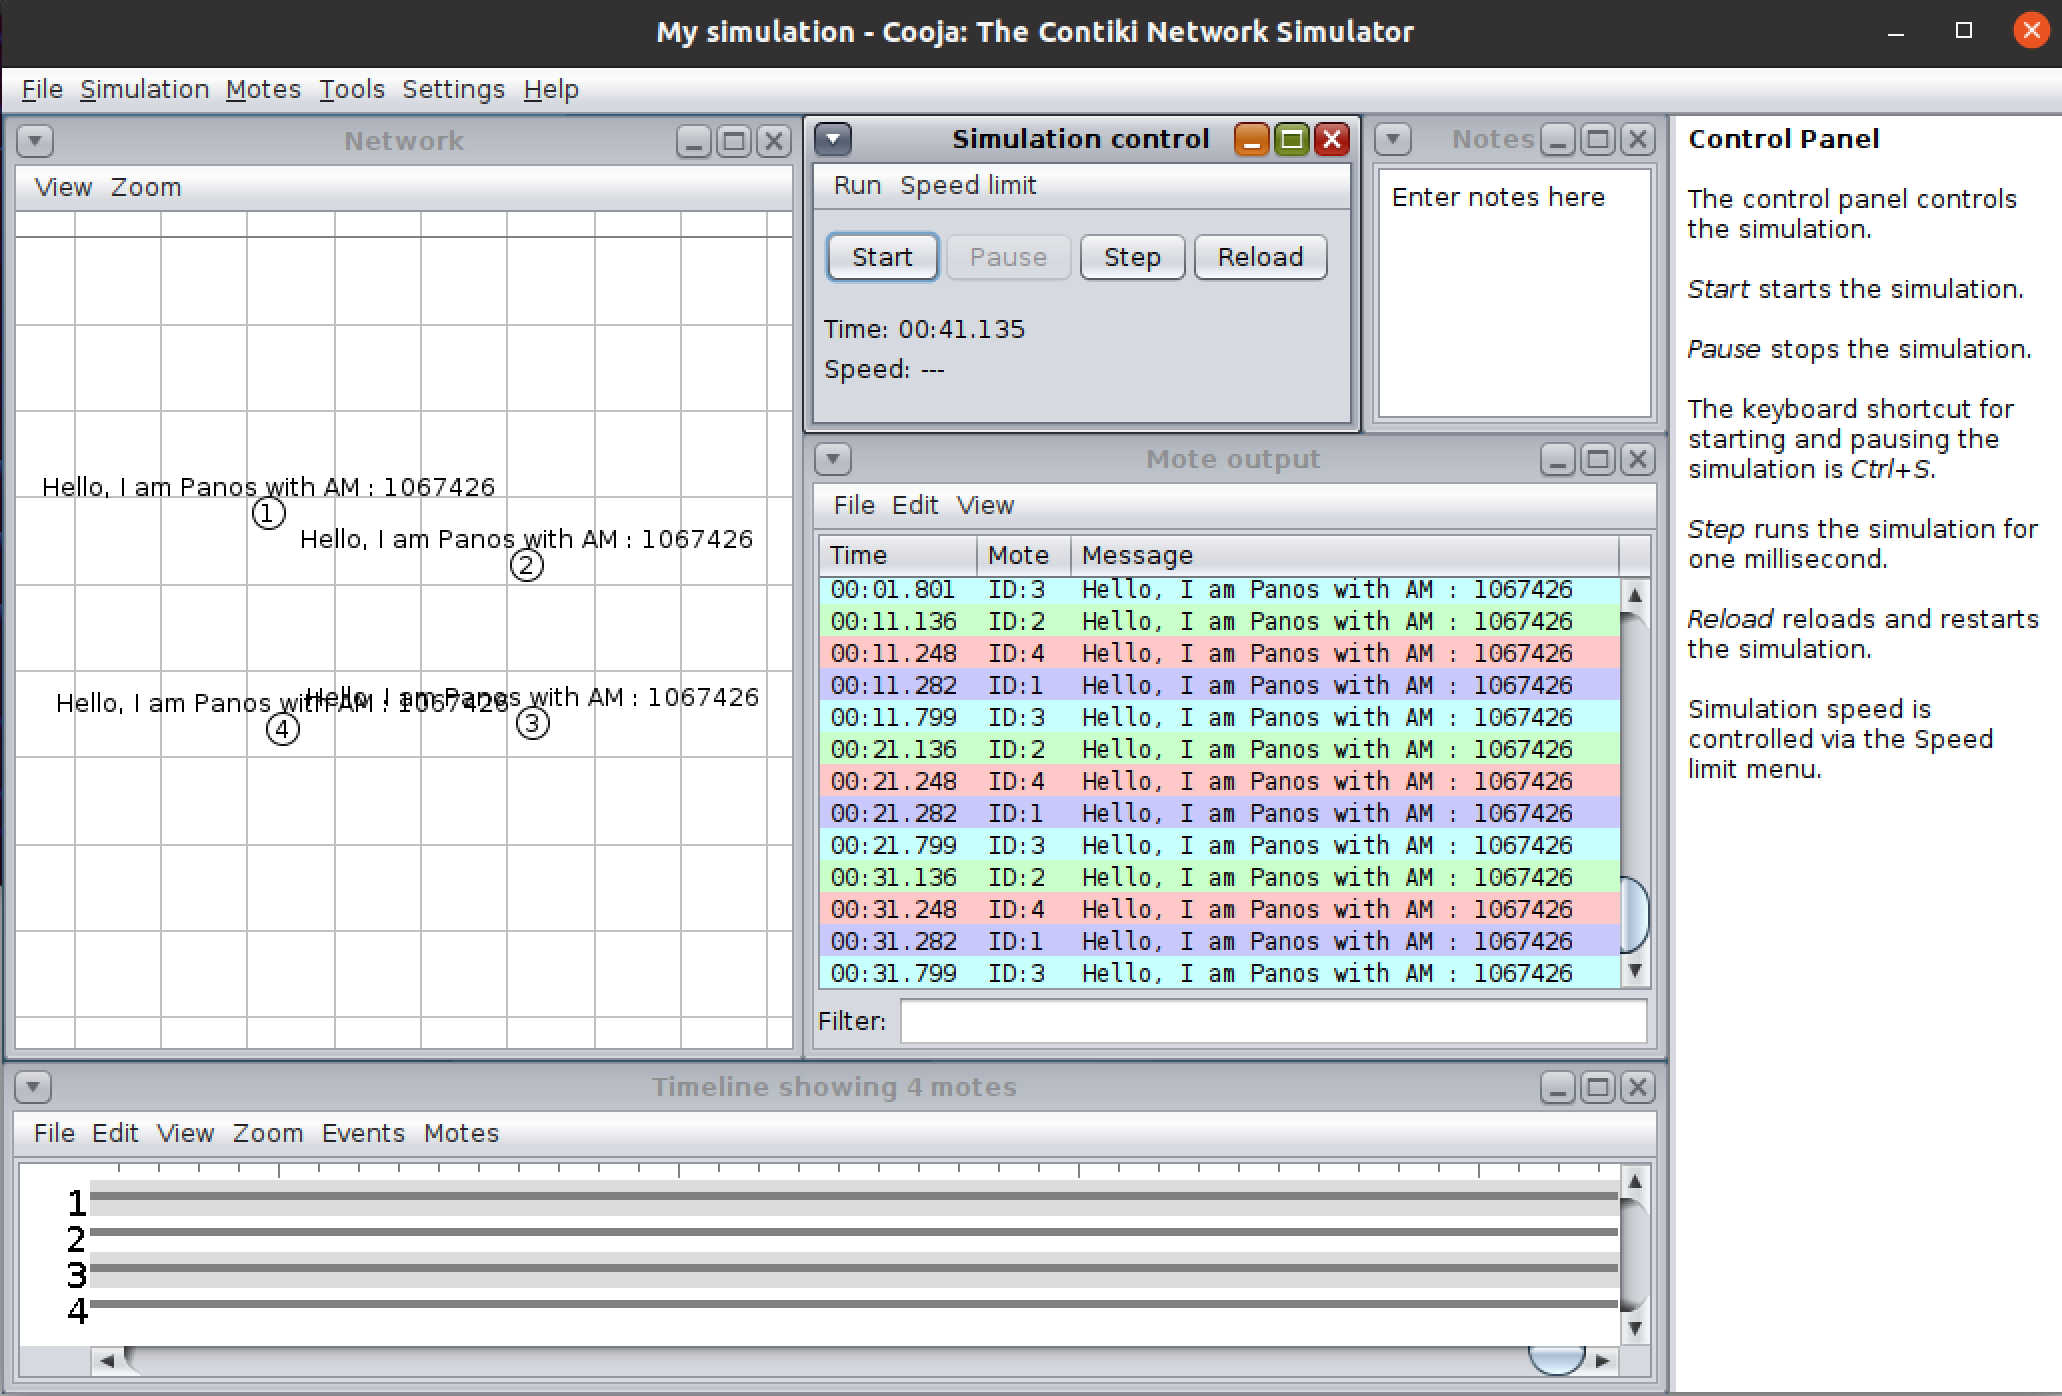 My simulation - Cooja: The Contiki Network Simulator
File Simulation Motes Tools Settings Help
Network
View Zoom
Hello, I am Panos with AM : 1067426
1
Hello, I am Panos with AM : 1067426
2
Hello, I am Panos with AM : 1067426
4
Hello, I am Panos with AM : 1067426
3
Simulation control
Run Speed limit
Start Pause Step Reload
Time: 00:41.135
Speed: ---
Notes
Enter notes here
Mote output
File Edit View
Time Mote Message
00:01.801 ID:3 Hello, I am Panos with AM : 1067426
00:11.136 ID:2 Hello, I am Panos with AM : 1067426
00:11.248 ID:4 Hello, I am Panos with AM : 1067426
00:11.282 ID:1 Hello, I am Panos with AM : 1067426
00:11.799 ID:3 Hello, I am Panos with AM : 1067426
00:21.136 ID:2 Hello, I am Panos with AM : 1067426
00:21.248 ID:4 Hello, I am Panos with AM : 1067426
00:21.282 ID:1 Hello, I am Panos with AM : 1067426
00:21.799 ID:3 Hello, I am Panos with AM : 1067426
00:31.136 ID:2 Hello, I am Panos with AM : 1067426
00:31.248 ID:4 Hello, I am Panos with AM : 1067426
00:31.282 ID:1 Hello, I am Panos with AM : 1067426
00:31.799 ID:3 Hello, I am Panos with AM : 1067426
Filter:
Timeline showing 4 motes
File Edit View Zoom Events Motes
1
2
3
4
Control Panel
The control panel controls
the simulation.
Start starts the simulation.
Pause stops the simulation.
The keyboard shortcut for
starting and pausing the
simulation is Ctrl+S.
Step runs the simulation for
one millisecond.
Reload reloads and restarts
the simulation.
Simulation speed is
controlled via the Speed
limit menu.